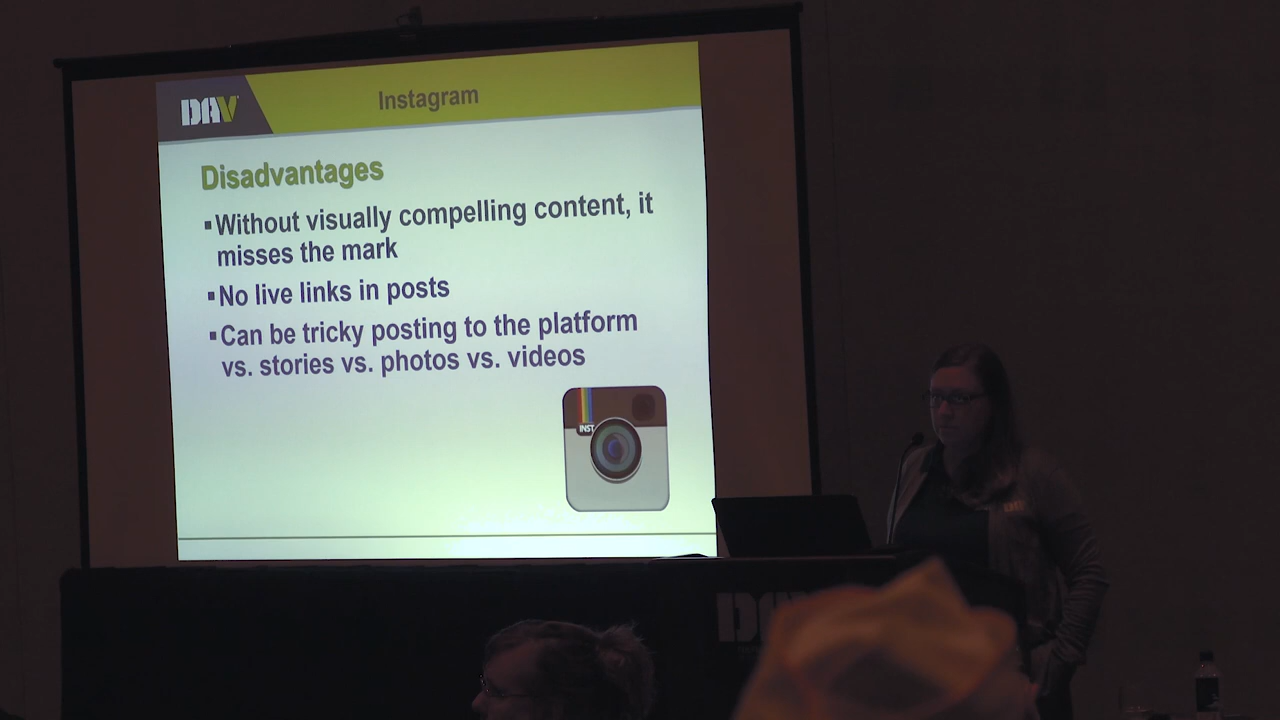 DAV
Instagram
Disadvantages
▪Without visually compelling content, it
misses the mark
▪No live links in posts
▪Can be tricky posting to the platform
vs. stories vs. photos vs. videos
INST